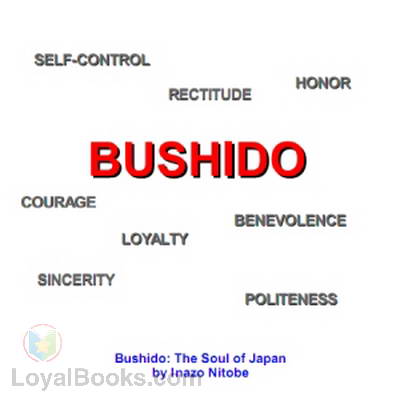 SELF-CONTROL
HONOR
RECTITUDE
BUSHIDO
COURAGE
BENEVOLENCE
LOYALTY
SINCERITY
POLITENESS
Bushido: The Soul of Japan
by Inazo Nitobe
LoyalBooks.com